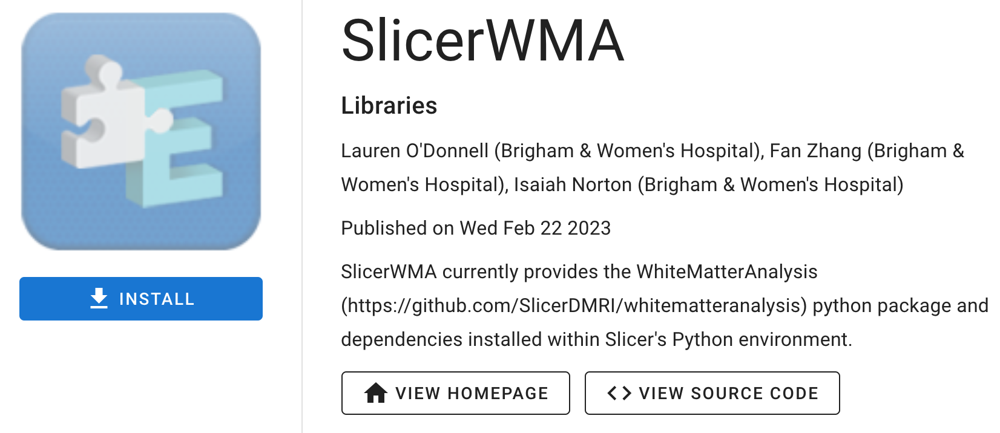 SlicerWMA
Libraries
Lauren O'Donnell (Brigham & Women's Hospital), Fan Zhang (Brigham &
Women's Hospital), Isaiah Norton (Brigham & Women's Hospital)
Published on Wed Feb 22 2023
SlicerWMA currently provides the WhiteMatterAnalysis
(https://github.com/SlicerDMRI/whitematteranalysis) python package and
dependencies installed within Slicer's Python environment.
VIEW HOMEPAGE
VIEW SOURCE CODE
E
INSTALL